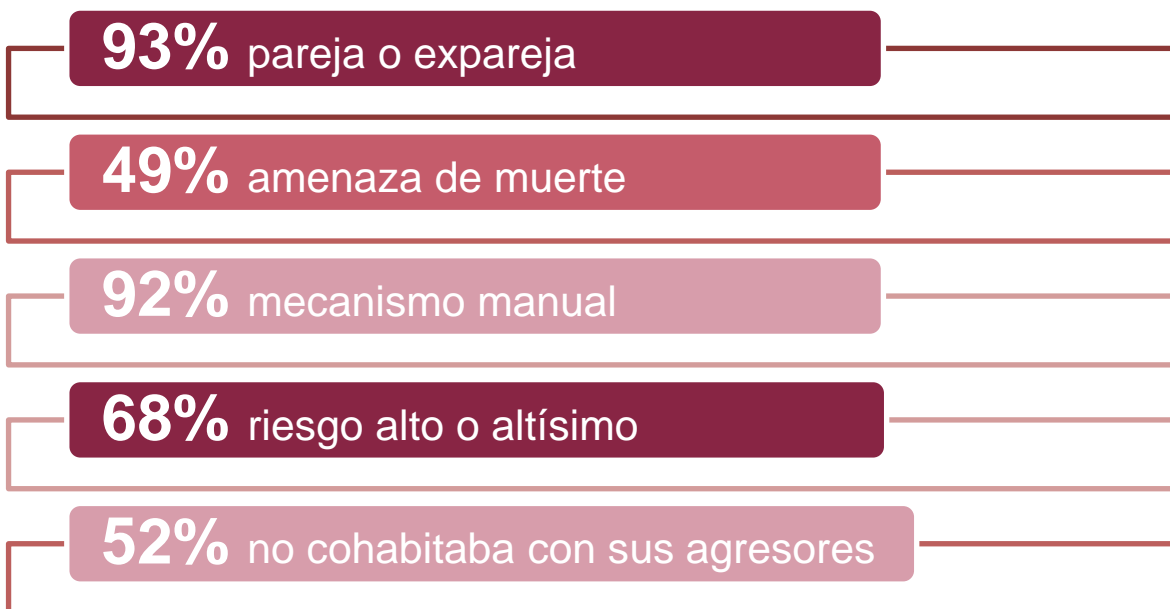 93% pareja o expareja
49% amenaza de muerte
92% mecanismo manual
68% riesgo alto o altísimo
52% no cohabitaba con sus agresores